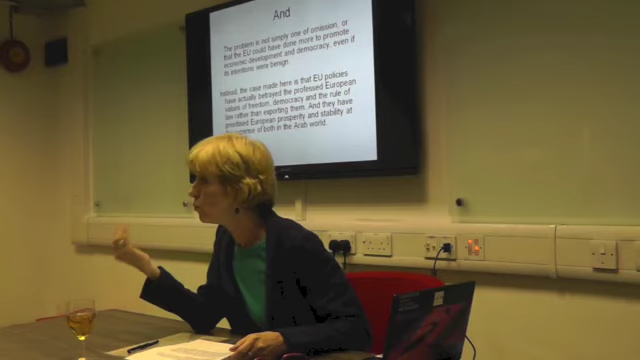 And
The problem is not simply one of omission, or
that the EU could have done more to promote
economic development and democracy, even if
its intentions were benign.
Instead, the case made here is that EU policies
have actually betrayed the professed European
values of freedom, democracy and the rule of
law rather than exporting them. And they have
prioritised European prosperity and stability at
the expense of both in the Arab world.